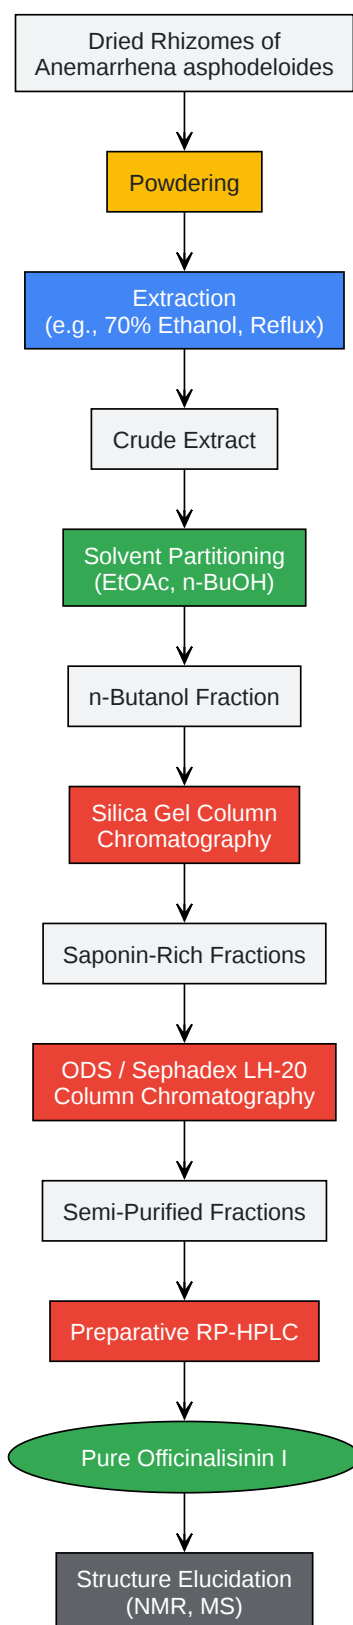 Dried Rhizomes of
Anemarrhena asphodeloides
Powdering
Extraction
(e.g., 70% Ethanol, Reflux)
Crude Extract
Solvent Partitioning
(EtOAc, n-BuOH)
n-Butanol Fraction
Silica Gel Column
Chromatography
Saponin-Rich Fractions
ODS / Sephadex LH-20
Column Chromatography
Semi-Purified Fractions
Preparative RP-HPLC
Pure Officinalisinin I
Structure Elucidation
(NMR, MS)